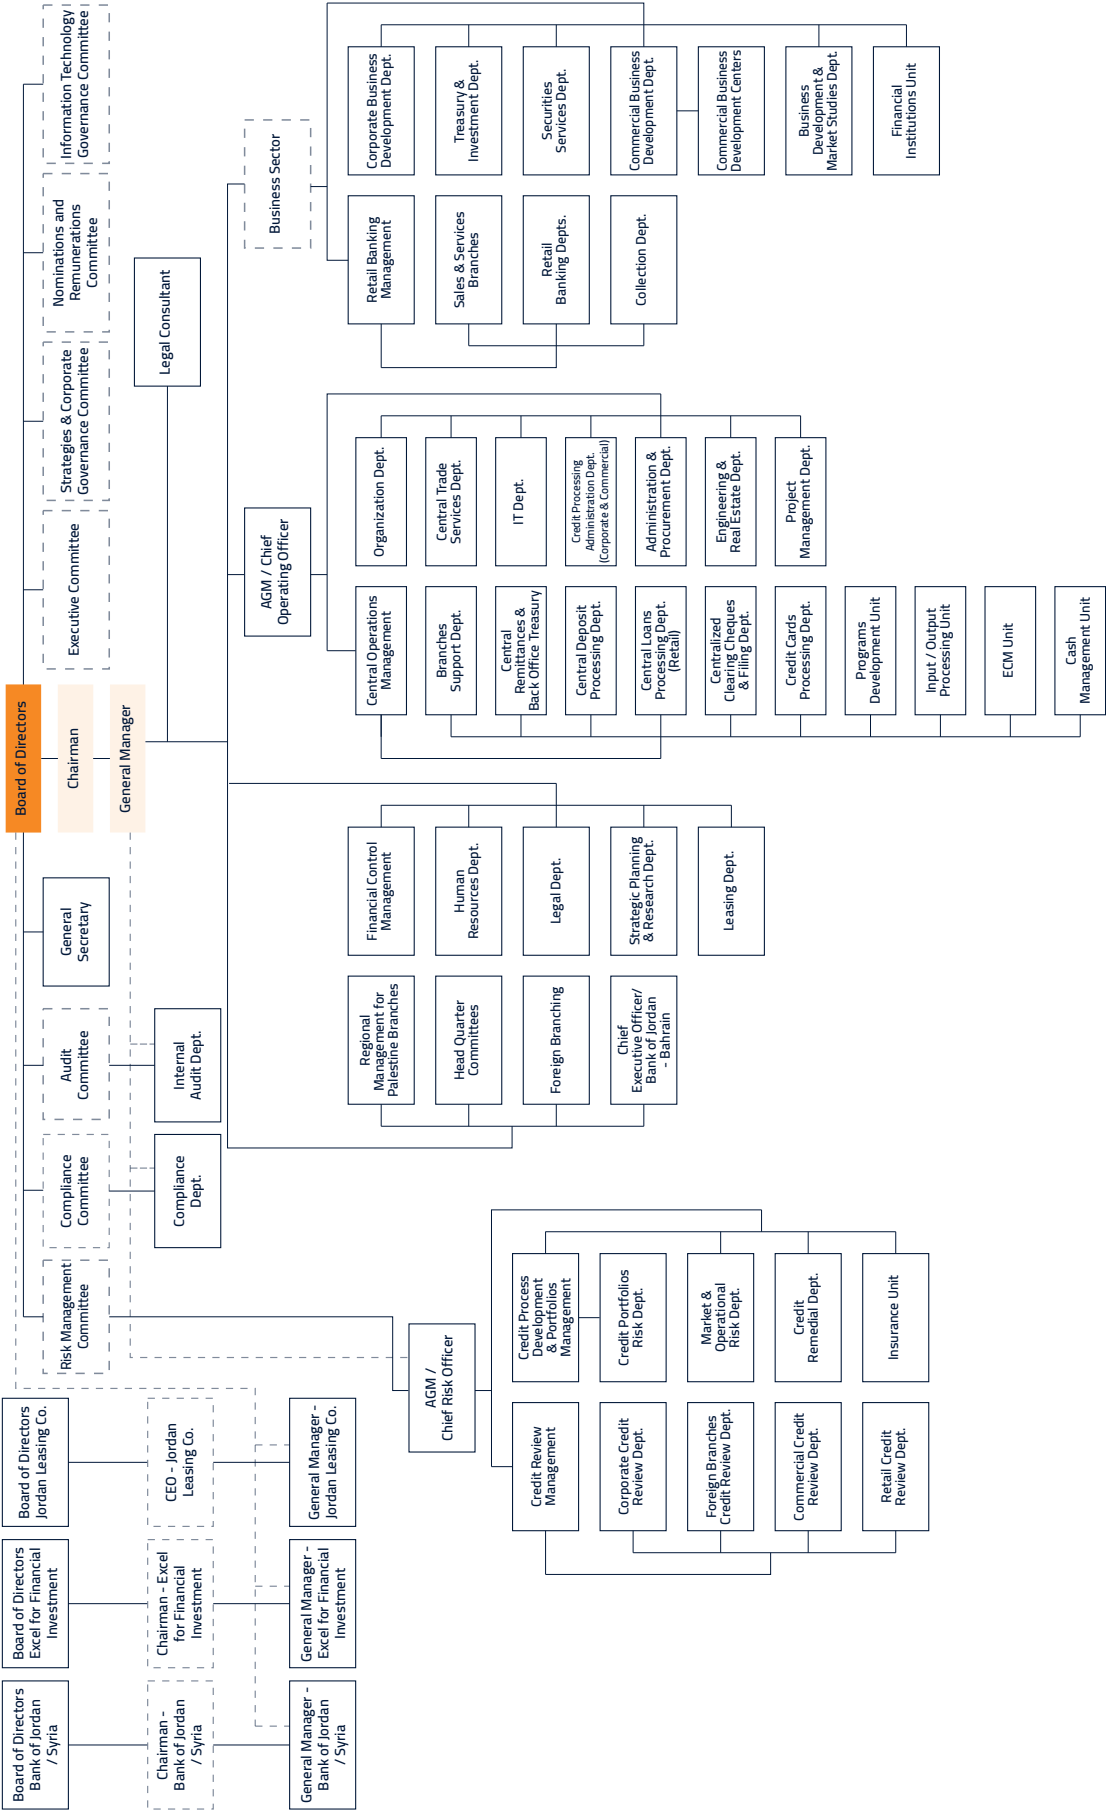 Board of Directors
Chairman
General Manager
Board of Directors
Bank of Jordan
/ Syria
Board of Directors
Excel for Financial
Investment
Board of Directors
Jordan Leasing Co.
Chairman -
Bank of Jordan
/ Syria
Chairman - Excel
for Financial
Investment
CEO - Jordan
Leasing Co.
General Manager -
Bank of Jordan
/ Syria
General Manager -
Excel for Financial
Investment
General Manager -
Jordan Leasing Co.
Risk Management
Committee
Compliance
Committee
Audit
Committee
General
Secretary
Executive Committee
Strategies & Corporate
Governance Committee
Nominations and
Remunerations
Committee
Information Technology
Governance Committee
Compliance
Dept.
Internal
Audit Dept.
Legal Consultant
AGM /
Chief Risk Officer
Credit Review
Management
Corporate Credit
Review Dept.
Foreign Branches
Credit Review Dept.
Commercial Credit
Review Dept.
Retail Credit
Review Dept.
Credit Process
Development
& Portfolios
Management
Credit Portfolios
Risk Dept.
Market &
Operational
Risk Dept.
Credit
Remedial Dept.
Insurance Unit
Regional
Management for
Palestine Branches
Head Quarter
Committees
Foreign Branching
Chief
Executive Officer/
Bank of Jordan
- Bahrain
Financial Control
Management
Human
Resources Dept.
Legal Dept.
Strategic Planning
& Research Dept.
Leasing Dept.
AGM / Chief
Operating Officer
Central Operations
Management
Branches
Support Dept.
Central
Remittances &
Back Office Treasury
Central Deposit
Processing Dept.
Central Loans
Processing Dept.
(Retail)
Centralized
Clearing Cheques
& Filing Dept.
Credit Cards
Processing Dept.
Programs
Development Unit
Input / Output
Processing Unit
ECM Unit
Cash
Management Unit
Organization Dept.
Central Trade
Services Dept.
IT Dept.
Credit Processing
Administration Dept.
(Corporate & Commercial)
Administration &
Procurement Dept.
Engineering &
Real Estate Dept.
Project
Management Dept.
Business Sector
Retail Banking
Management
Sales & Services
Branches
Retail
Banking Depts.
Collection Dept.
Corporate Business
Development Dept.
Treasury &
Investment Dept.
Securities
Services Dept.
Commercial Business
Development Dept.
Commercial Business
Development Centers
Business
Development &
Market Studies Dept.
Financial
Institutions Unit